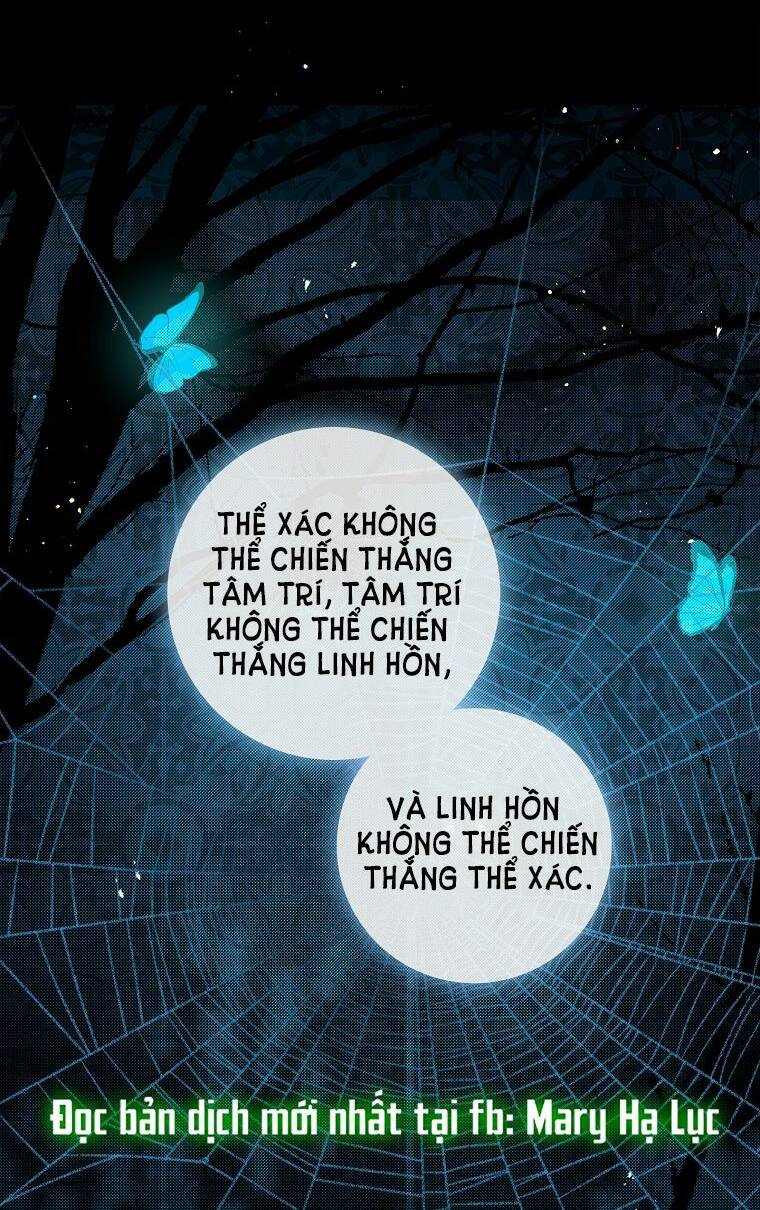 THỂ XÁC KHÔNG
THỂ CHIẾN THẮNG
TÂM TRÍ, TÂM TRÍ
KHÔNG THỂ CHIẾN
THẮNG LINH HỒN,
VÀ LINH HỒN
KHÔNG THỂ CHIẾN
THẮNG THỂ XÁC.
Đọc bản dịch mới nhất tại fb: Mary Hạ Lục